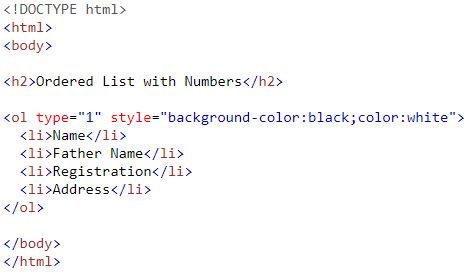 <!DOCTYPE html>
<html>
<body>
<h2>Ordered List with Numbers</h2>
<ol type="1" style="background-color:black;color:white">
<li>Name</li>
<li>Father Name</li>
<li>Registration</li>
<li>Address</li>
</ol>
</body>
</html>